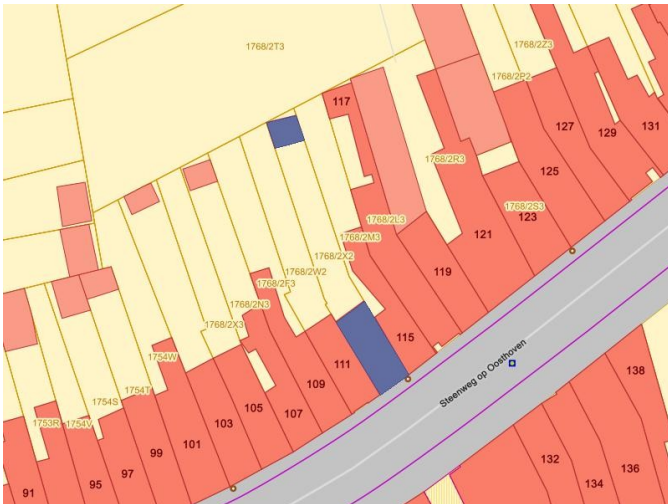 1768/2T3
1768/2Z3
1768/2P2
117
127
129
131
1768/2R3
125
1768/2L3
1768/2S3
123
1768/2M3
121
1768/2X2
1768/2W2
119
1768/2F3
1768/2N3
1768/2X3
115
111
1754W
109
Steenweg op Oosthoven
138
1754T
1754S
105
107
103
1753R
1754V
101
99
97
95
91
132
134
136